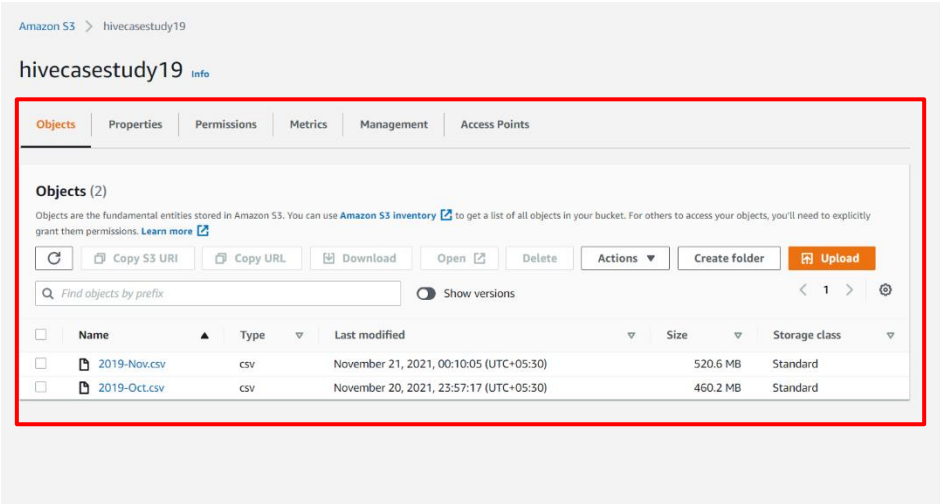 Amazon S3 > hivecasestudy19
hivecasestudy19 Info
Objects Properties Permissions Metrics Management Access Points
Objects (2)
Objects are the fundamental entities stored in Amazon S3. You can use Amazon S3 inventory to get a list of all objects in your bucket. For others to access your objects, you'll need to explicitly
grant them permissions. Learn more
Copy S3 URI Copy URL Download Open Delete Actions Create folder Upload
Find objects by prefix Show versions < 1 >
Name Type Last modified Size Storage class
2019-Nov.csv csv November 21, 2021, 00:10:05 (UTC+05:30) 520.6 MB Standard
2019-Oct.csv csv November 20, 2021, 23:57:17 (UTC+05:30) 460.2 MB Standard